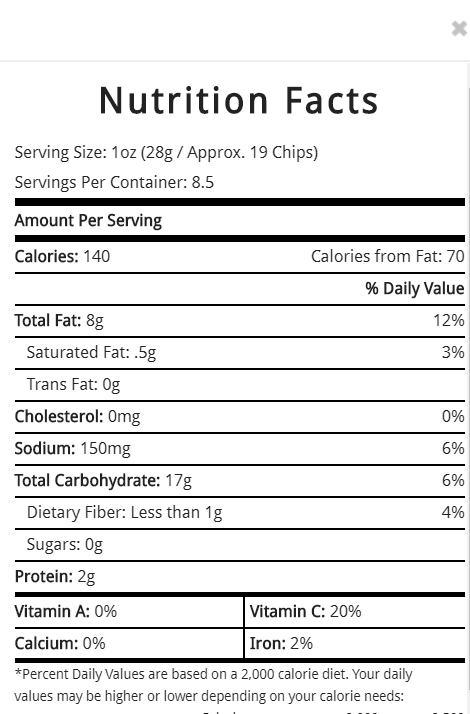 Nutrition Facts
Serving Size: 1oz (28g / Approx. 19 Chips)
Servings Per Container: 8.5
Amount Per Serving
Calories: 140 Calories from Fat: 70
% Daily Value
Total Fat: 8g 12%
Saturated Fat: .5g 3%
Trans Fat: 0g
Cholesterol: 0mg 0%
Sodium: 150mg 6%
Total Carbohydrate: 17g 6%
Dietary Fiber: Less than 1g 4%
Sugars: 0g
Protein: 2g
Vitamin A: 0% Vitamin C: 20%
Calcium: 0% Iron: 2%
*Percent Daily Values are based on a 2,000 calorie diet. Your daily
values may be higher or lower depending on your calorie needs: